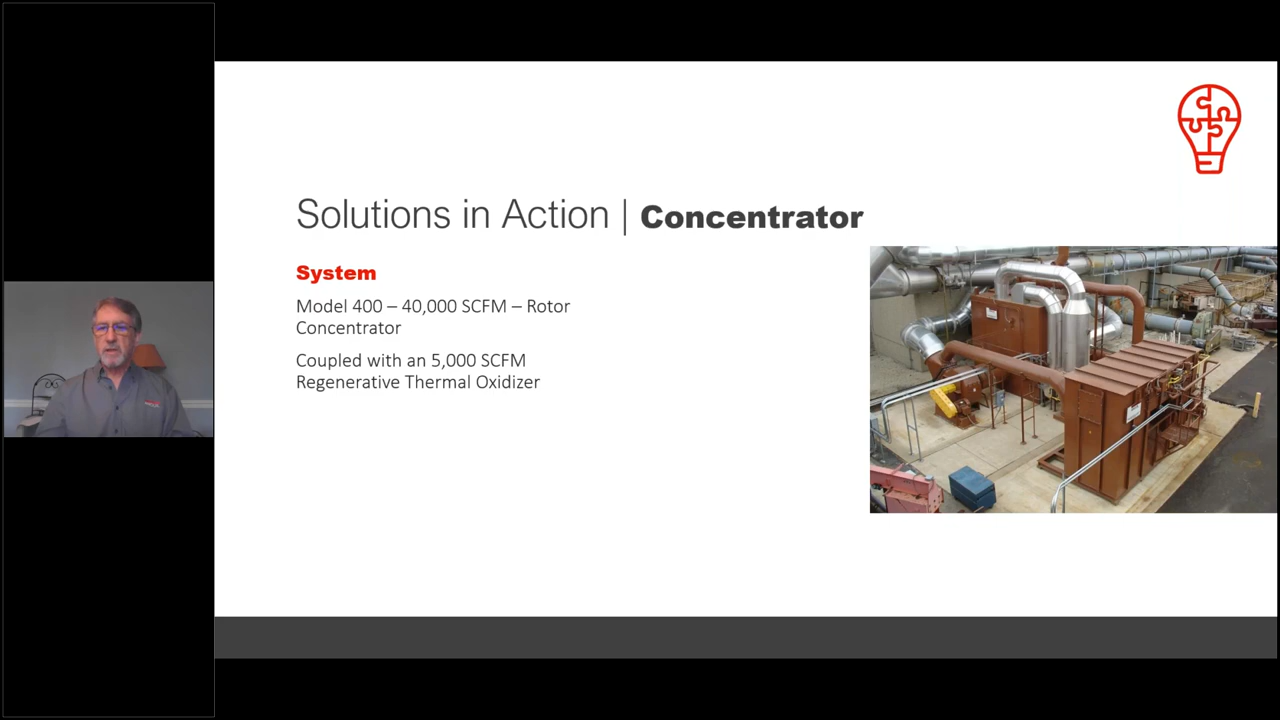 Solutions in Action | Concentrator
System
Model 400 – 40,000 SCFM – Rotor
Concentrator
Coupled with an 5,000 SCFM
Regenerative Thermal Oxidizer